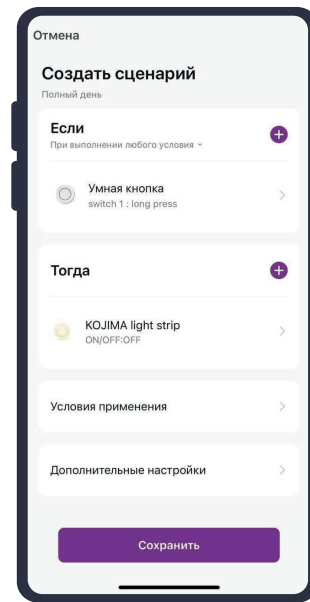 Отмена
Создать сценарий
Полный день
Если
При выполнении любого условия
Умная кнопка
switch 1 : long press
Тогда
KOJIMA light strip
ON/OFF:OFF
Условия применения
Дополнительные настройки
Сохранить